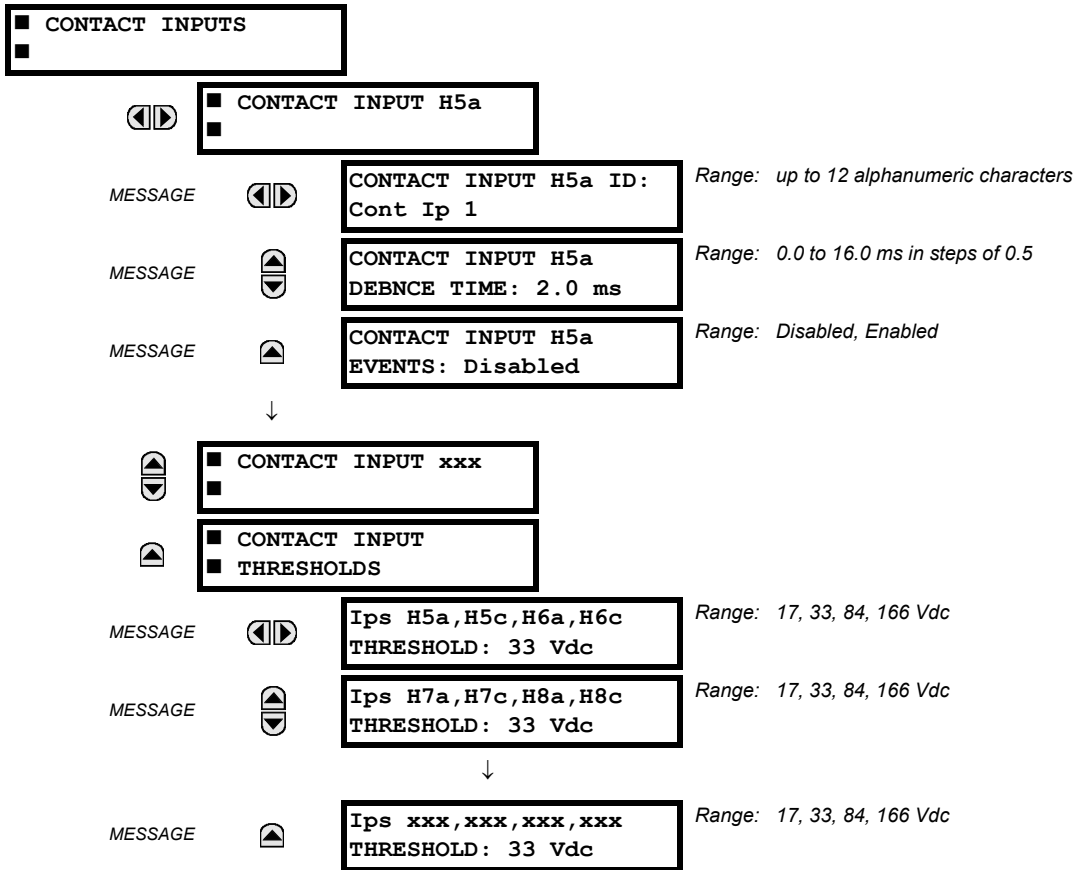 ■ CONTACT INPUTS
■
■ CONTACT INPUT H5a
■
MESSAGE
CONTACT INPUT H5a ID:
Cont Ip 1
Range: up to 12 alphanumeric characters
MESSAGE
CONTACT INPUT H5a
DEBNCE TIME: 2.0 ms
Range: 0.0 to 16.0 ms in steps of 0.5
MESSAGE
CONTACT INPUT H5a
EVENTS: Disabled
Range: Disabled, Enabled
↓
■ CONTACT INPUT xxx
■
■ CONTACT INPUT
■ THRESHOLDS
MESSAGE
Ips H5a,H5c,H6a,H6c
THRESHOLD: 33 Vdc
Range: 17, 33, 84, 166 Vdc
MESSAGE
Ips H7a,H7c,H8a,H8c
THRESHOLD: 33 Vdc
Range: 17, 33, 84, 166 Vdc
↓
MESSAGE
Ips xxx,xxx,xxx,xxx
THRESHOLD: 33 Vdc
Range: 17, 33, 84, 166 Vdc